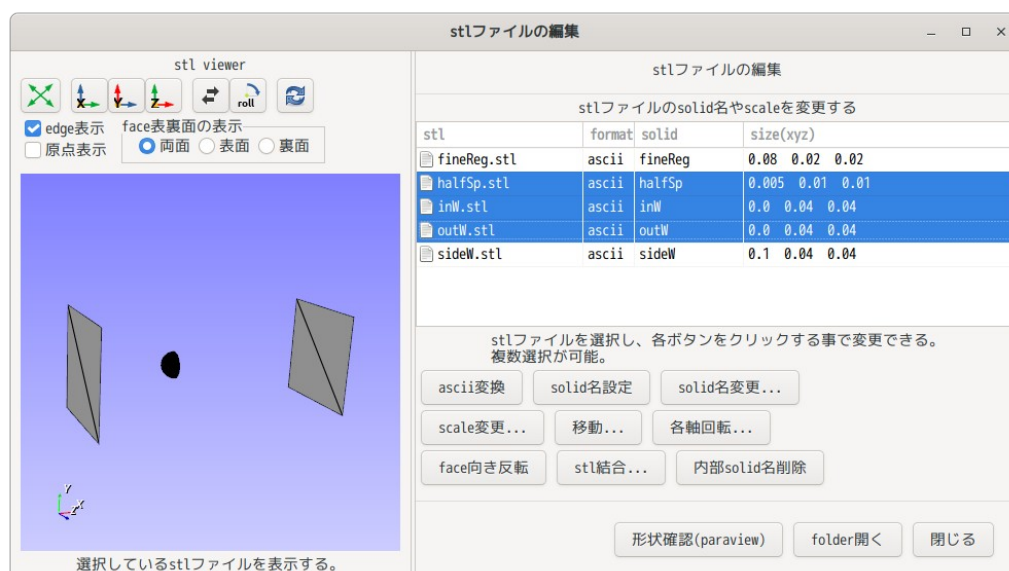 stlファイルの編集
stl viewer
X Y Z roll
edge表示
原点表示
face表裏面の表示
両面 表面 裏面
Y
Z X
選択しているstlファイルを表示する。
stlファイルの編集
stlファイルのsolid名やscaleを変更する
stl format solid size(xyz)
fineReg.stl ascii fineReg 0.08 0.02 0.02
halfSp.stl ascii halfSp 0.005 0.01 0.01
inW.stl ascii inW 0.0 0.04 0.04
outW.stl ascii outW 0.0 0.04 0.04
sideW.stl ascii sideW 0.1 0.04 0.04
stlファイルを選択し、各ボタンをクリックする事で変更できる。
複数選択が可能。
ascii変換 solid名設定 solid名変更...
scale変更... 移動... 各軸回転...
face向き反転 stl結合... 内部solid名削除
形状確認(paraview) folder開く 閉じる